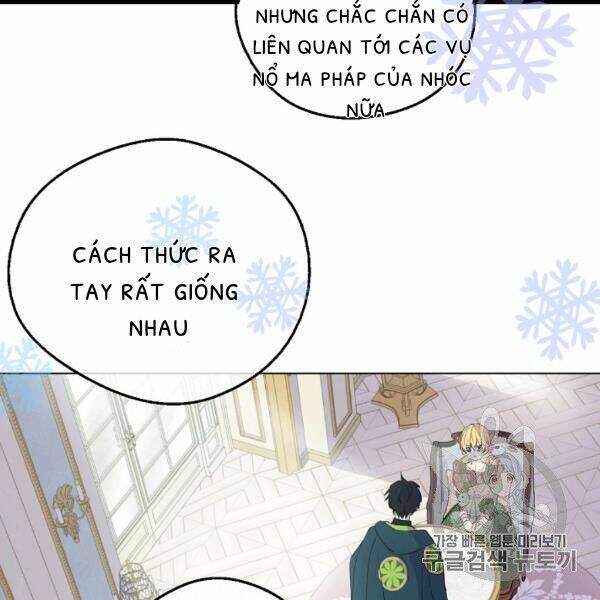 NHƯNG CHẮC CHẮN CÓ
LIÊN QUAN TỚI CÁC VỤ
NỔ MA PHÁP CỦA NHÓC
NỮA
CÁCH THỨC RA
TAY RẤT GIỐNG
NHAU
가장 빠른 웹툰 미리보기
구글검색 뉴토끼